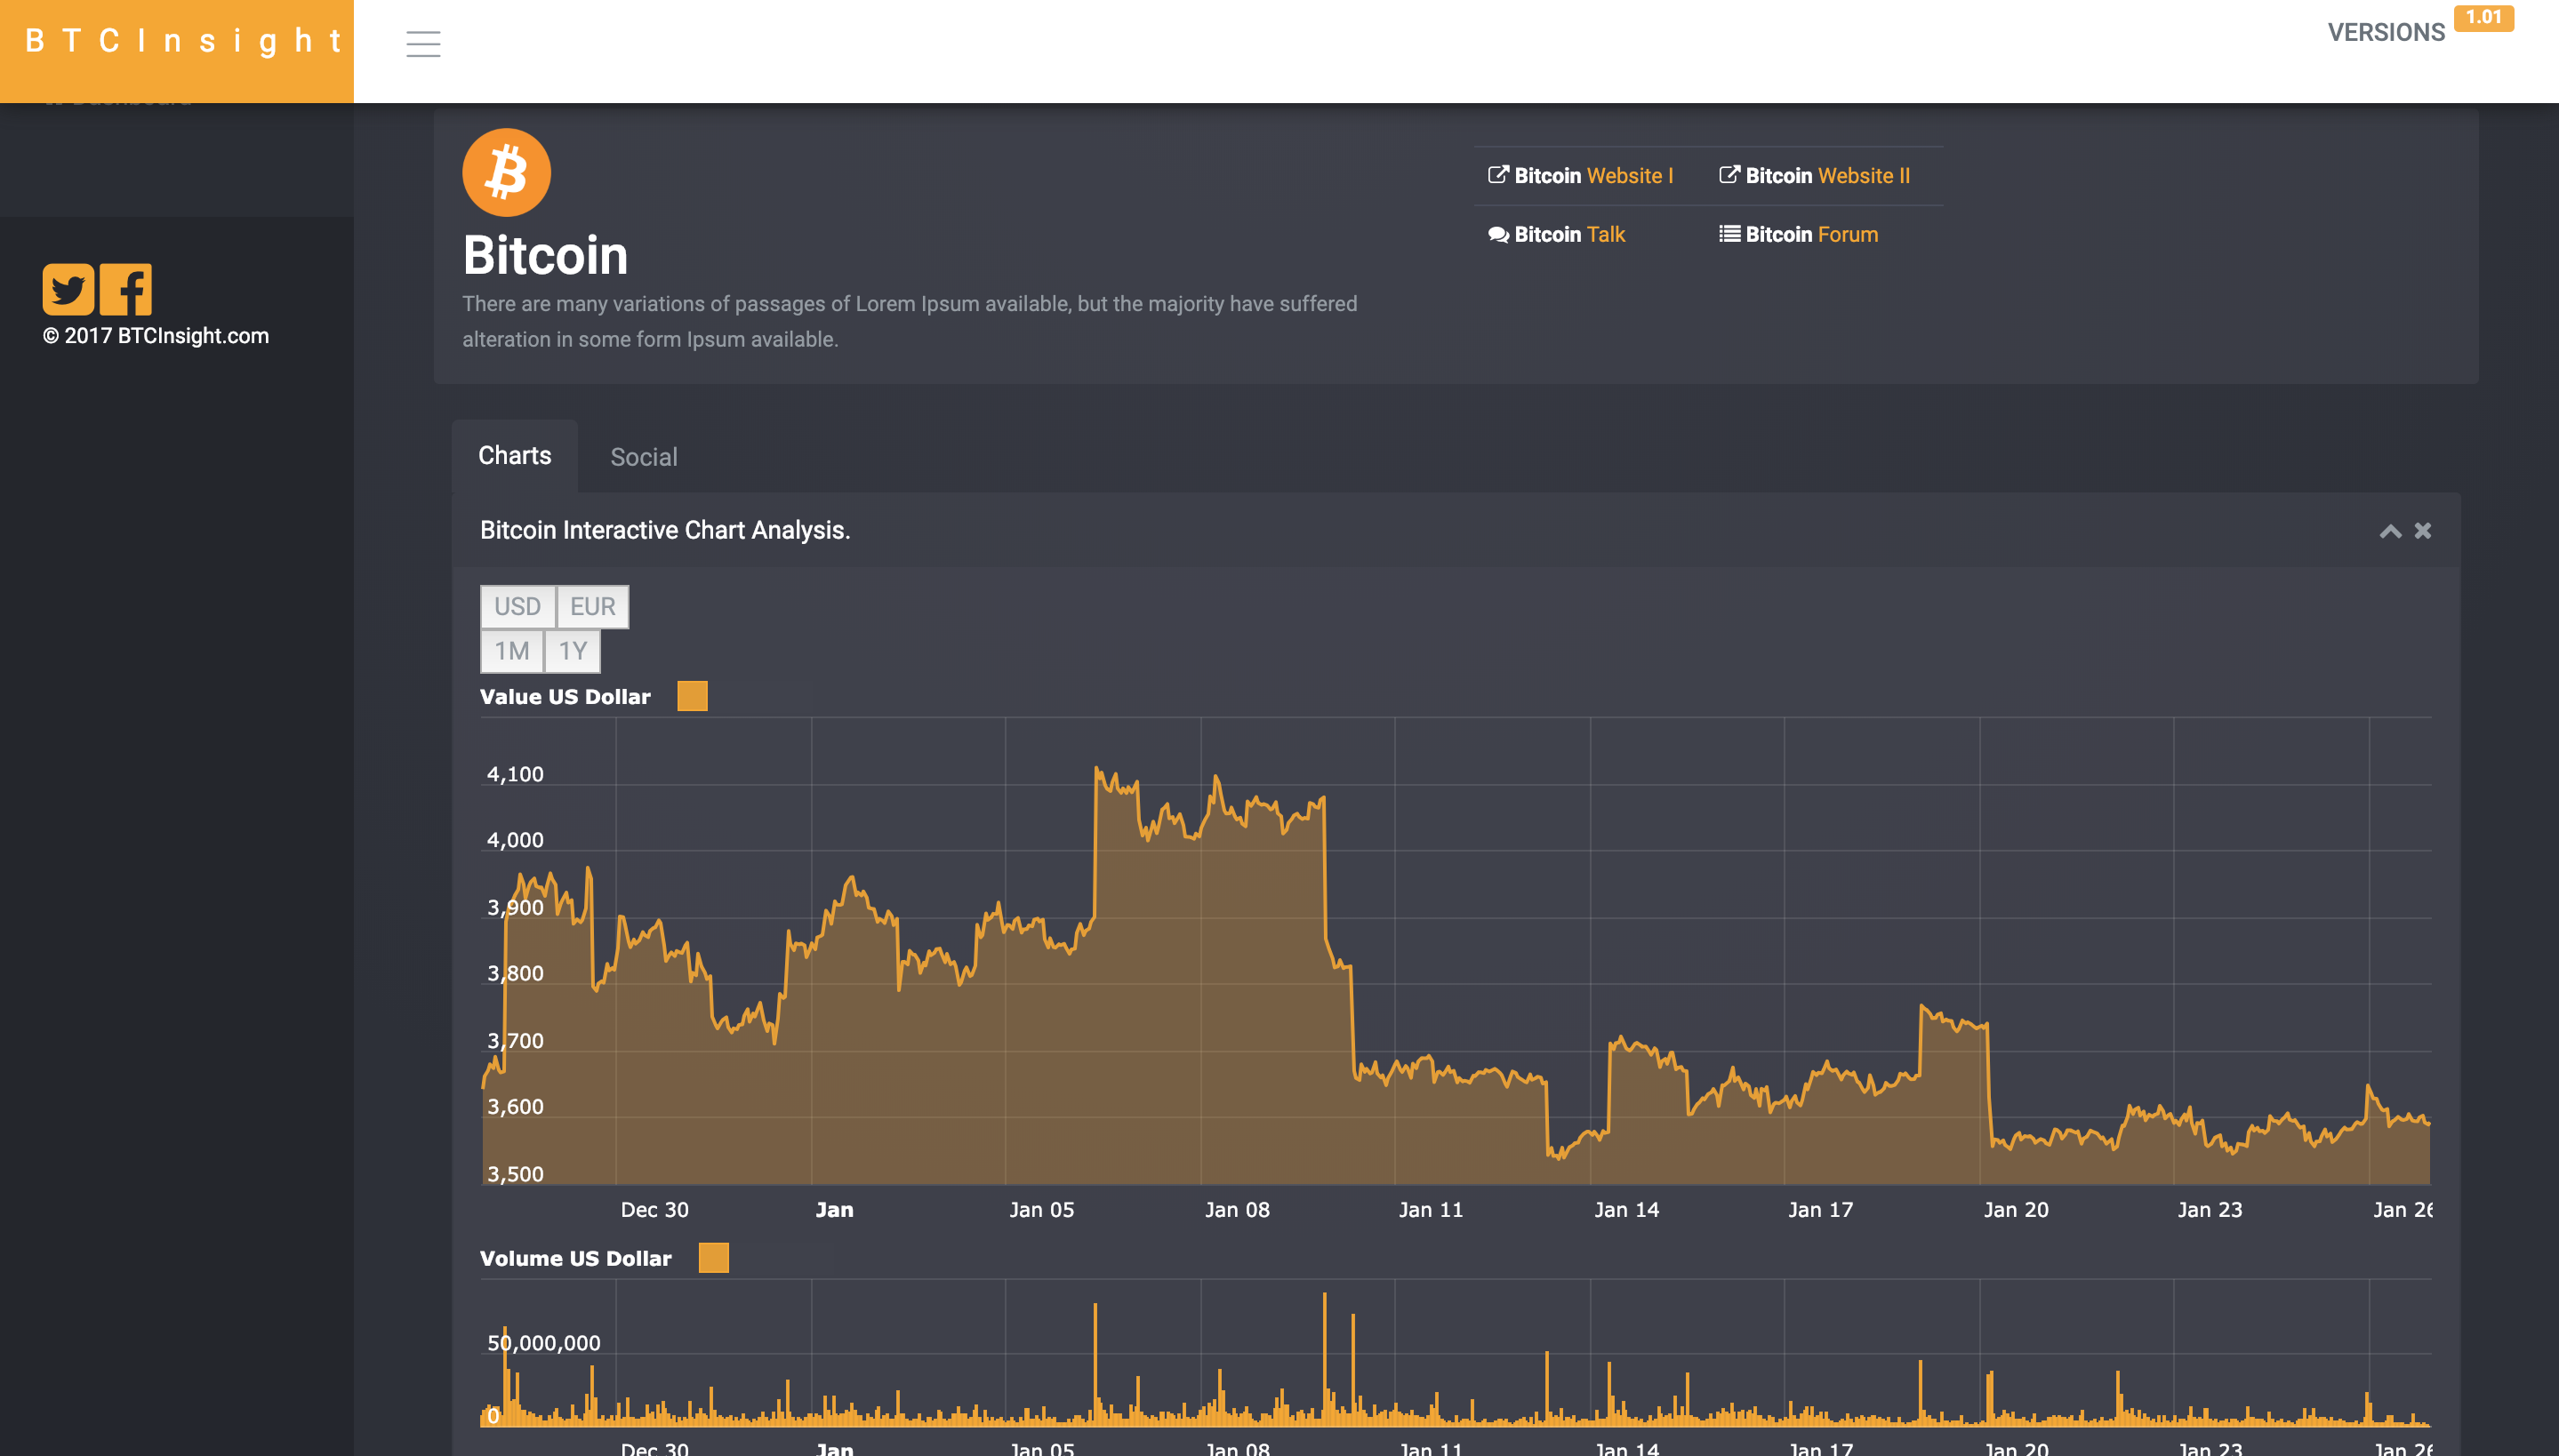 BTCInsight
VERSIONS 1.01
Bitcoin Website I
Bitcoin Website II
Bitcoin Talk
Bitcoin Forum
Bitcoin
There are many variations of passages of Lorem Ipsum available, but the majority have suffered
alteration in some form Ipsum available.
© 2017 BTCInsight.com
Charts Social
Bitcoin Interactive Chart Analysis.
USD EUR
1M 1Y
Value US Dollar
4,100
4,000
3,900
3,800
3,700
3,600
3,500
Dec 30 Jan Jan 05 Jan 08 Jan 11 Jan 14 Jan 17 Jan 20 Jan 23 Jan 26
Volume US Dollar
50,000,000
0
Dec 30 Jan Jan 05 Jan 08 Jan 11 Jan 14 Jan 17 Jan 20 Jan 23 Jan 26